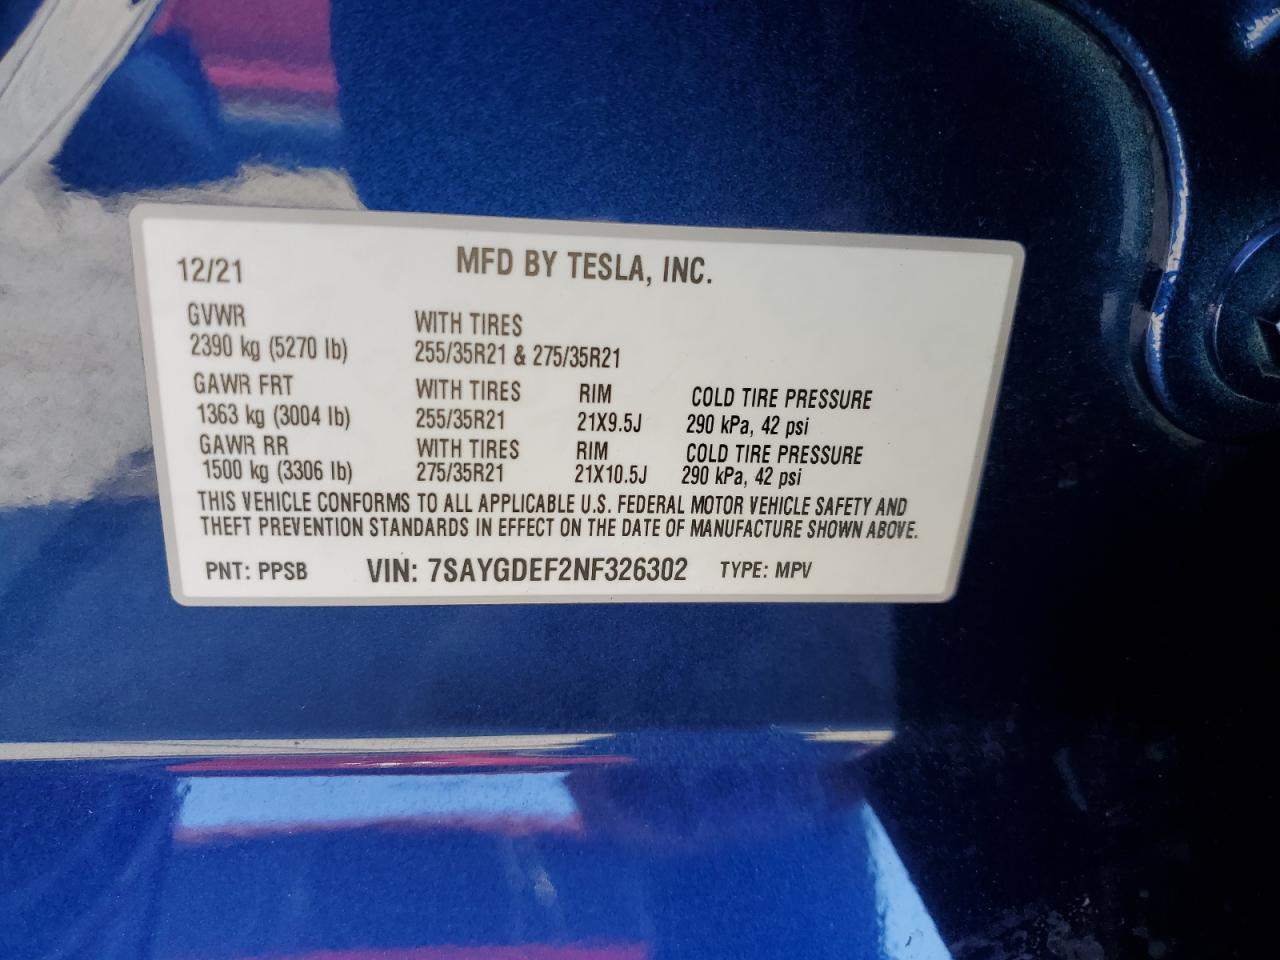 12/21 MFD BY TESLA, INC.
GVWR WITH TIRES
2390 kg (5270 lb) 255/35R21 & 275/35R21
GAWR FRT WITH TIRES RIM COLD TIRE PRESSURE
1363 kg (3004 lb) 255/35R21 21X9.5J 290 kPa, 42 psi
GAWR RR WITH TIRES RIM COLD TIRE PRESSURE
1500 kg (3306 lb) 275/35R21 21X10.5J 290 kPa, 42 psi
THIS VEHICLE CONFORMS TO ALL APPLICABLE U.S. FEDERAL MOTOR VEHICLE SAFETY AND
THEFT PREVENTION STANDARDS IN EFFECT ON THE DATE OF MANUFACTURE SHOWN ABOVE.
PNT: PPSB VIN: 7SAYGDEF2NF326302 TYPE: MPV